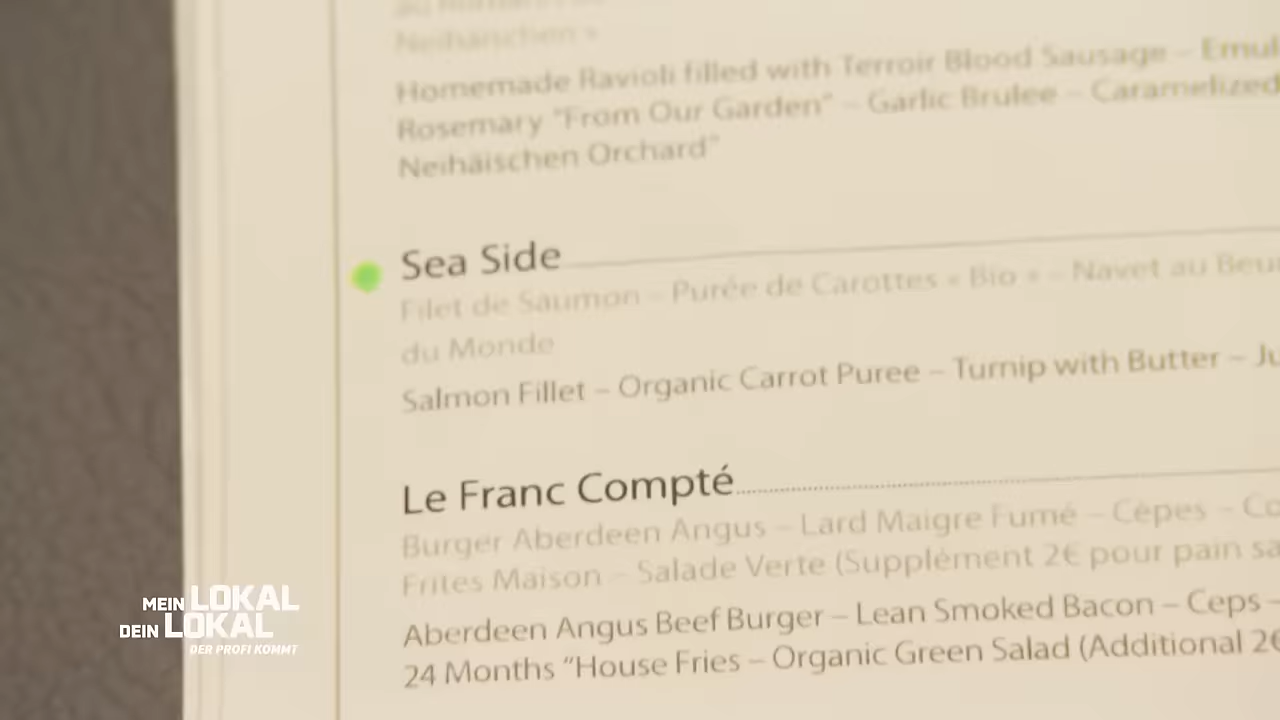 Neihäischen »
Homemade Ravioli filled with Terroir Blood Sausage – Emul
Rosemary "From Our Garden" – Garlic Brulee – Caramelized
Neihäischen Orchard"
Sea Side
Filet de Saumon – Purée de Carottes « Bio » – Navet au Beur
du Monde
Salmon Fillet – Organic Carrot Puree – Turnip with Butter – Ju
Le Franc Compté
Burger Aberdeen Angus – Lard Maigre Fumé – Cèpes – Co
Frites Maison – Salade Verte (Supplément 2€ pour pain sa
Aberdeen Angus Beef Burger – Lean Smoked Bacon – Ceps –
24 Months "House Fries – Organic Green Salad (Additional 2€
MEIN LOKAL
DEIN LOKAL
DER PROFI KOMMT